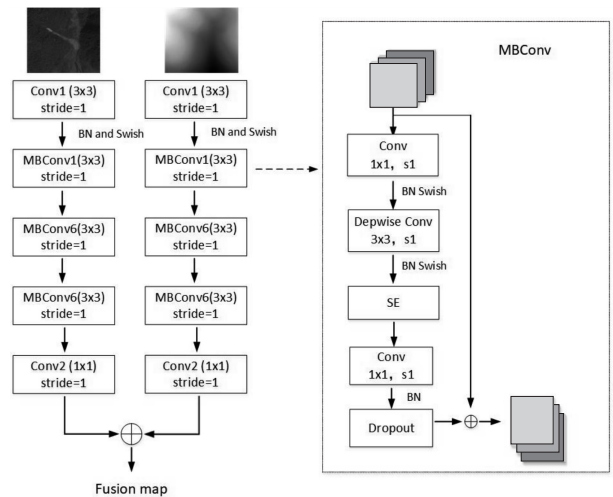 Conv1 (3x3)
stride=1
BN and Swish
MBConv1(3x3)
stride=1
MBConv6(3x3)
stride=1
MBConv6(3x3)
stride=1
Conv2 (1x1)
stride=1
Conv1 (3x3)
stride=1
BN and Swish
MBConv1(3x3)
stride=1
MBConv6(3x3)
stride=1
MBConv6(3x3)
stride=1
Conv2 (1x1)
stride=1
Fusion map
MBConv
Conv
1x1, s1
BN Swish
Depwise Conv
3x3, s1
BN Swish
SE
Conv
1x1, s1
BN
Dropout